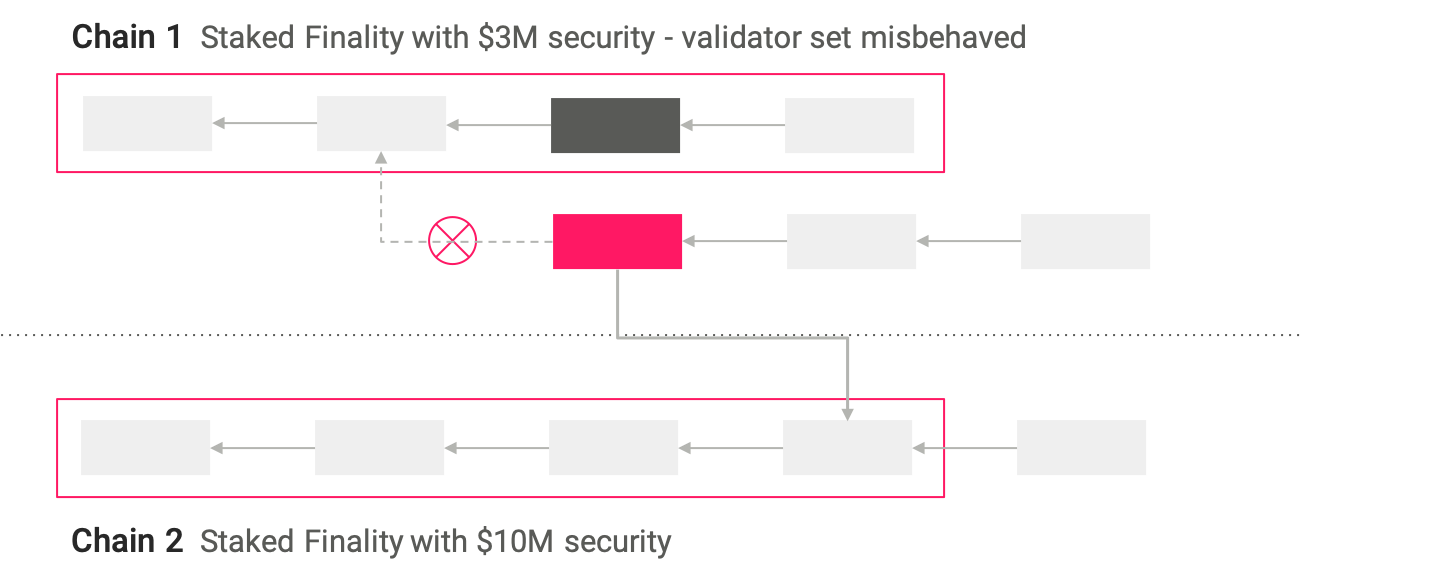 Chain 1 Staked Finality with $3M security - validator set misbehaved
Chain 2 Staked Finality with $10M security